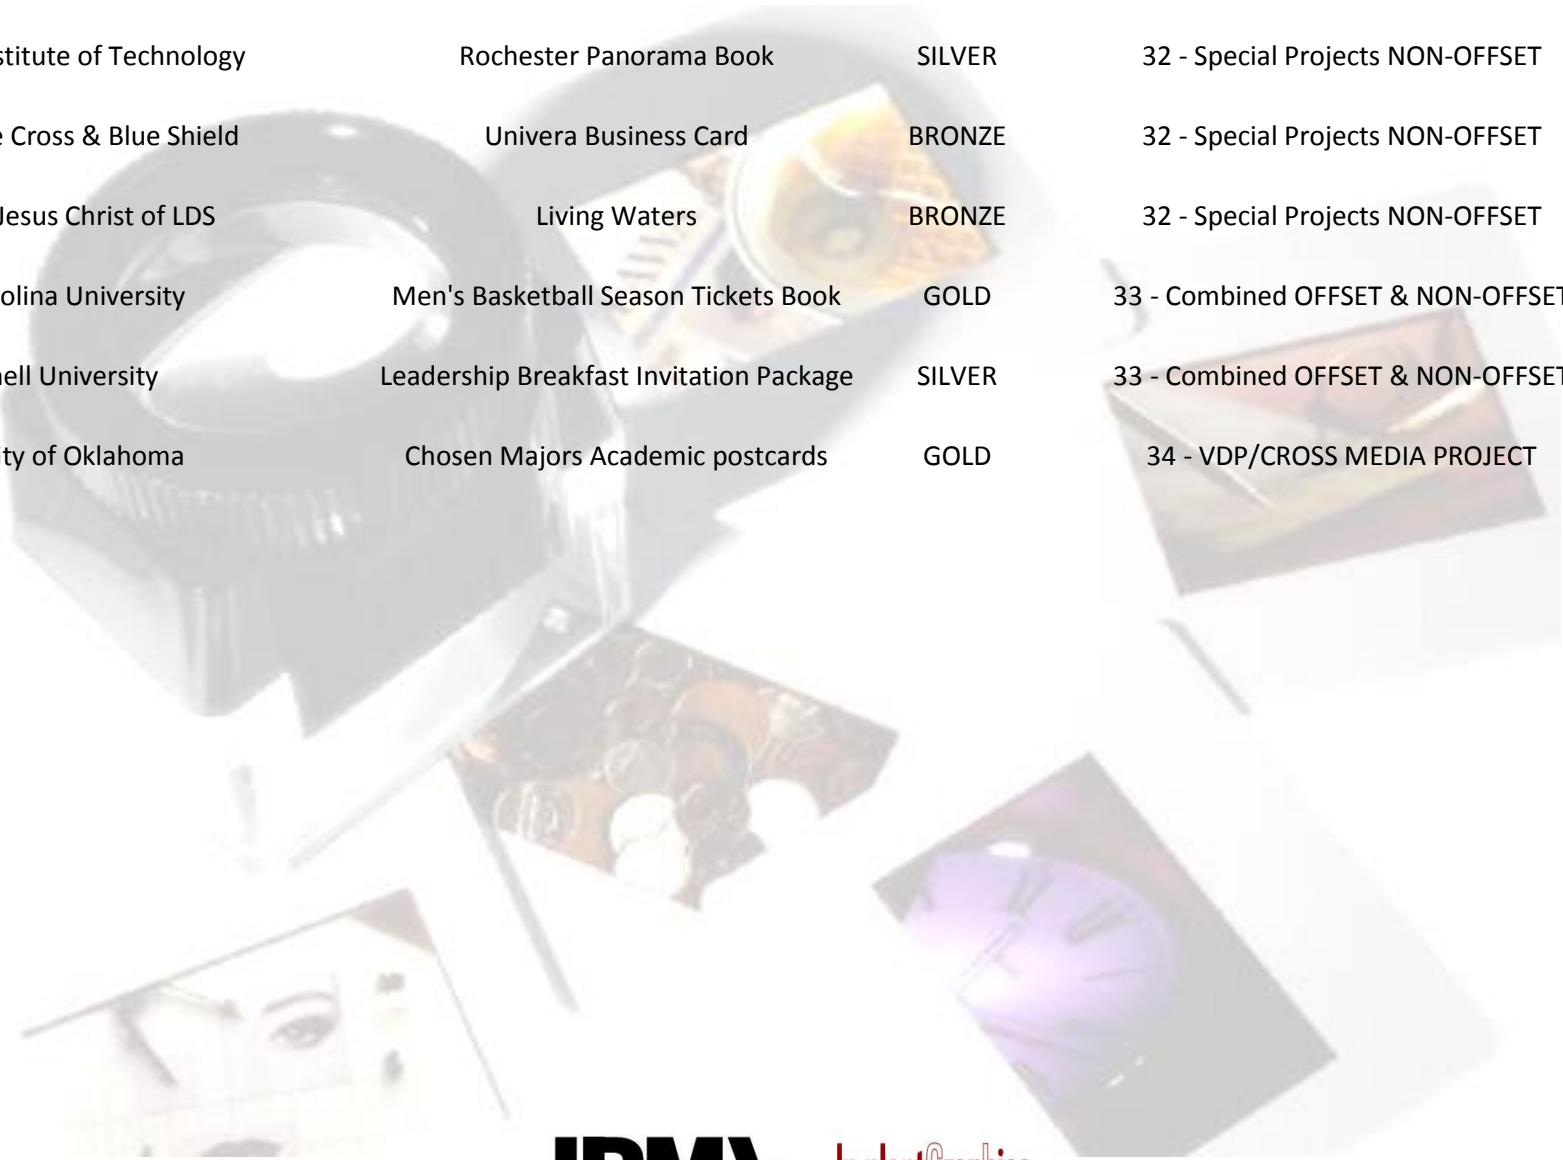 stitute of Technology Rochester Panorama Book SILVER 32 - Special Projects NON-OFFSET
e Cross & Blue Shield Univera Business Card BRONZE 32 - Special Projects NON-OFFSET
Jesus Christ of LDS Living Waters BRONZE 32 - Special Projects NON-OFFSET
olina University Men's Basketball Season Tickets Book GOLD 33 - Combined OFFSET & NON-OFFSET
nell University Leadership Breakfast Invitation Package SILVER 33 - Combined OFFSET & NON-OFFSET
ity of Oklahoma Chosen Majors Academic postcards GOLD 34 - VDP/CROSS MEDIA PROJECT